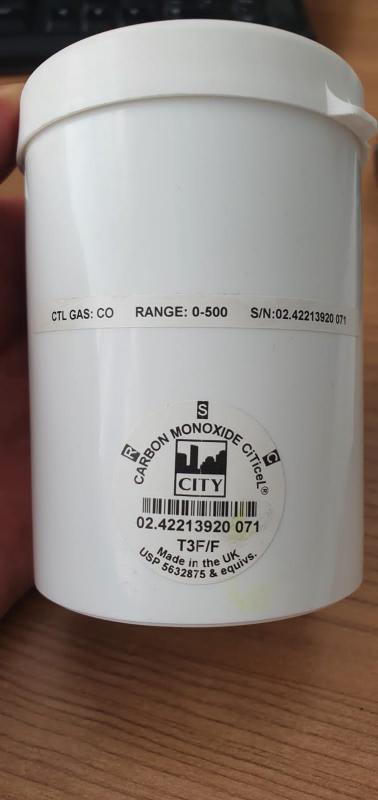 CTL GAS: CO RANGE: 0-500 S/N:02.42213920 071
S
R C
CARBON MONOXIDE CiTiceL®
CITY
02.42213920 071
T3F/F
Made in the UK
USP 5632875 & equivs.